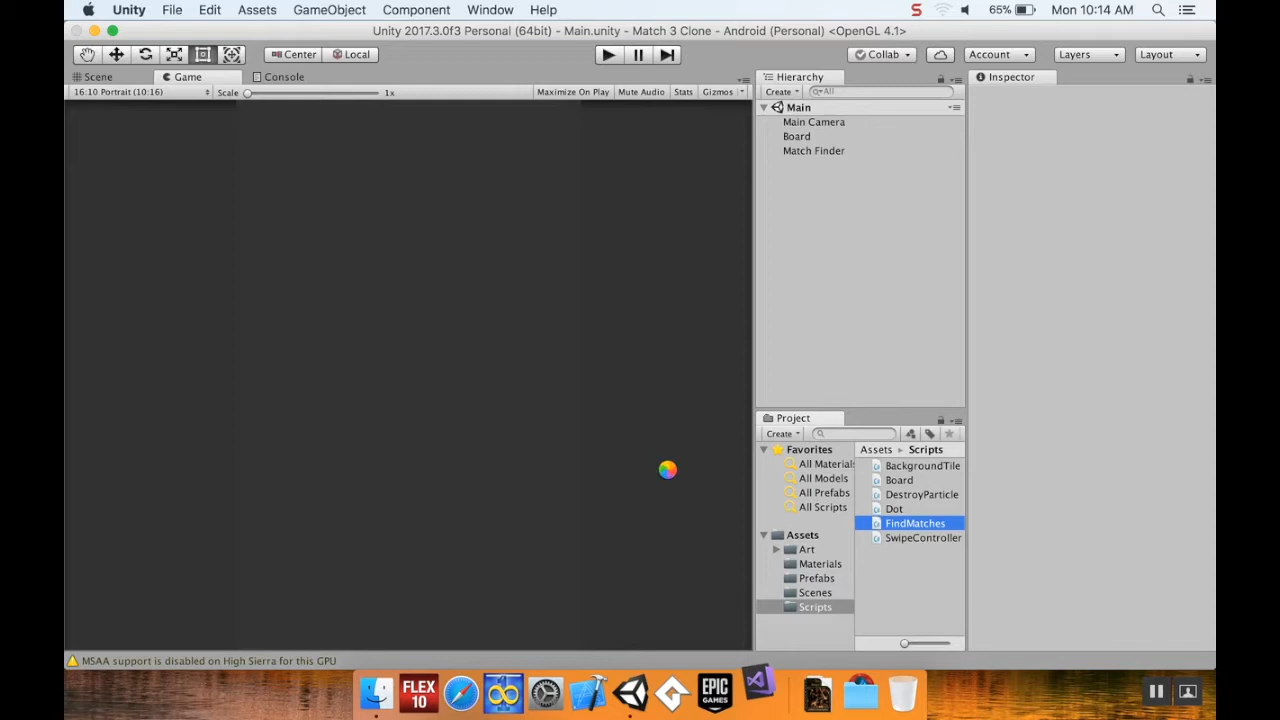 Unity File Edit Assets GameObject Component Window Help S 65% Mon 10:14 AM
Unity 2017.3.0f3 Personal (64bit) - Main.unity - Match 3 Clone - Android (Personal) <OpenGL 4.1>
Center Local Collab Account Layers Layout
Scene Game Console Hierarchy Inspector
16:10 Portrait (10:16) Scale 1x Maximize On Play Mute Audio Stats Gizmos Create All
Main
Main Camera
Board
Match Finder
Project
Create
Favorites Assets Scripts
All Materials BackgroundTile
All Models Board
All Prefabs DestroyParticle
All Scripts Dot
FindMatches
Assets SwipeController
Art
Materials
Prefabs
Scenes
Scripts
MSAA support is disabled on High Sierra for this GPU
FLEX
10
EPIC
GAMES